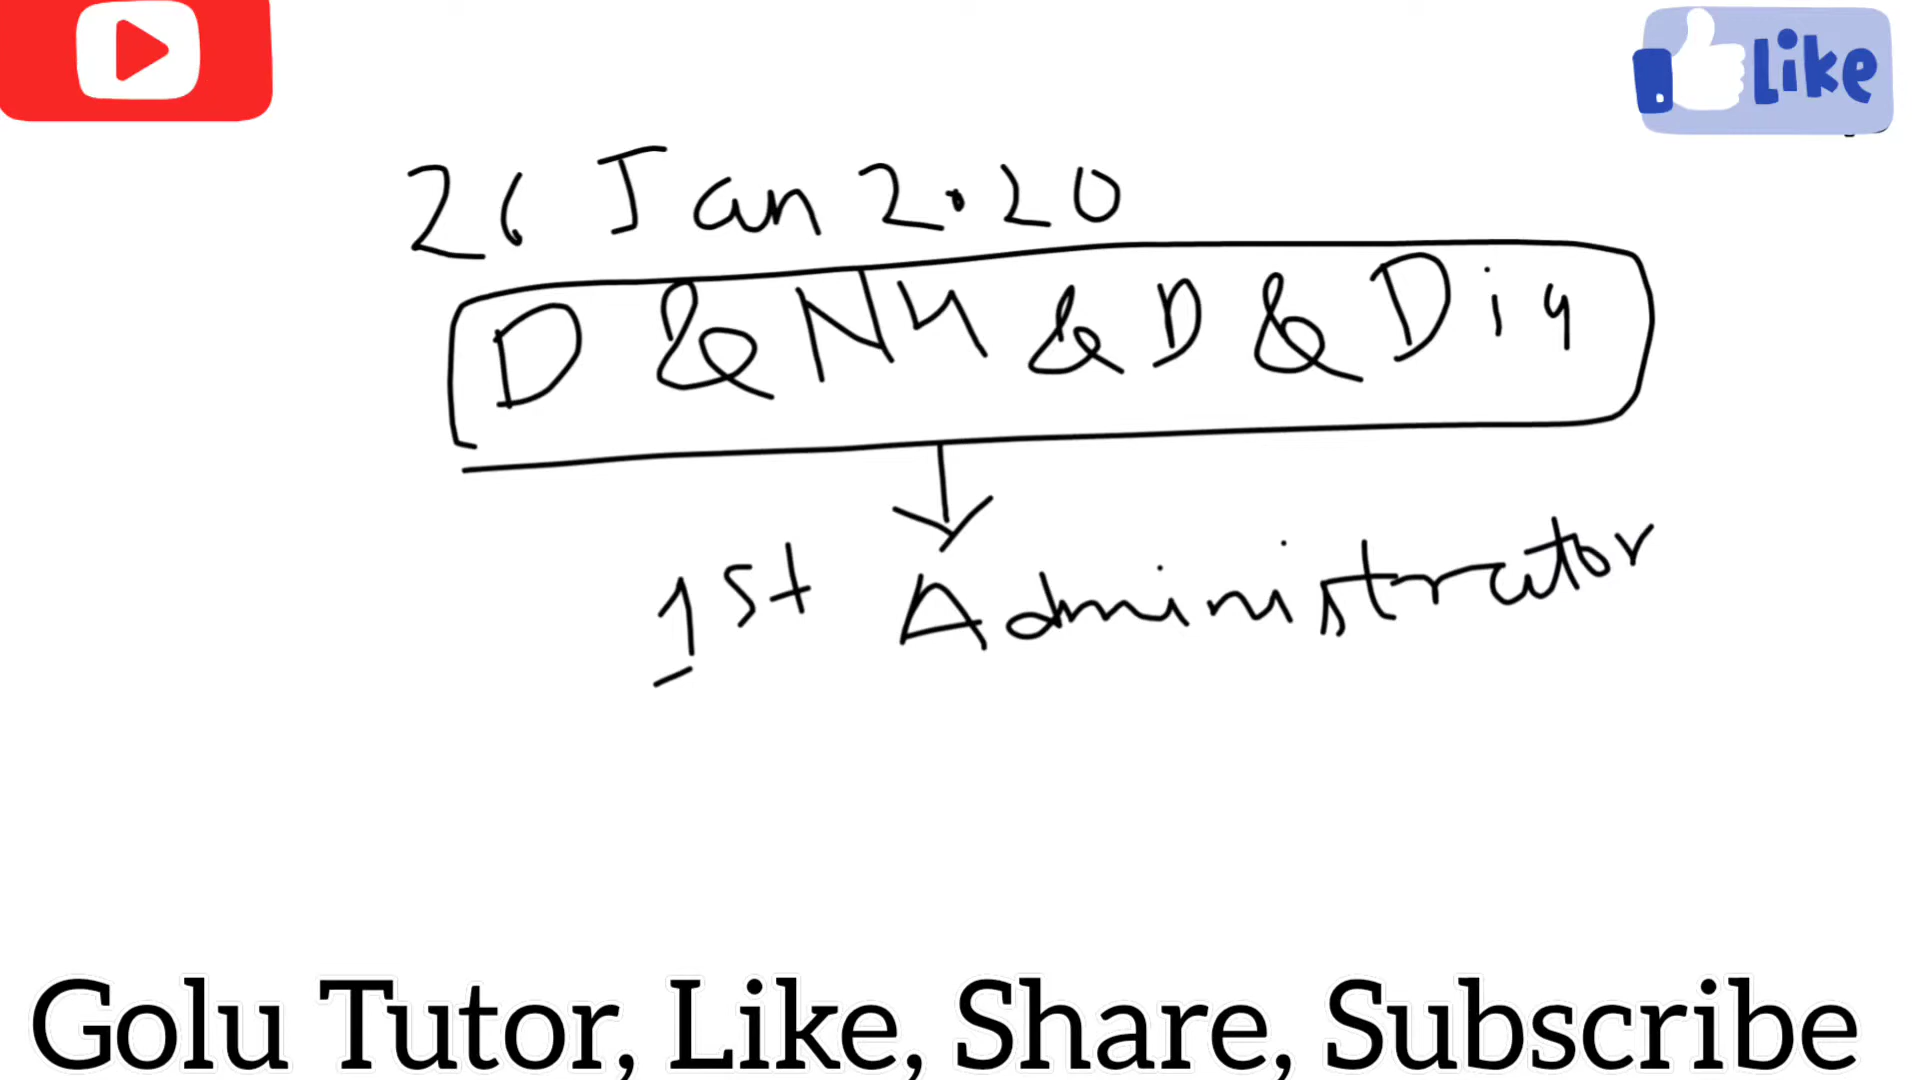 Like
26 Jan 2020
D & NH & D & Diu
1st Administrator
Golu Tutor, Like, Share, Subscribe